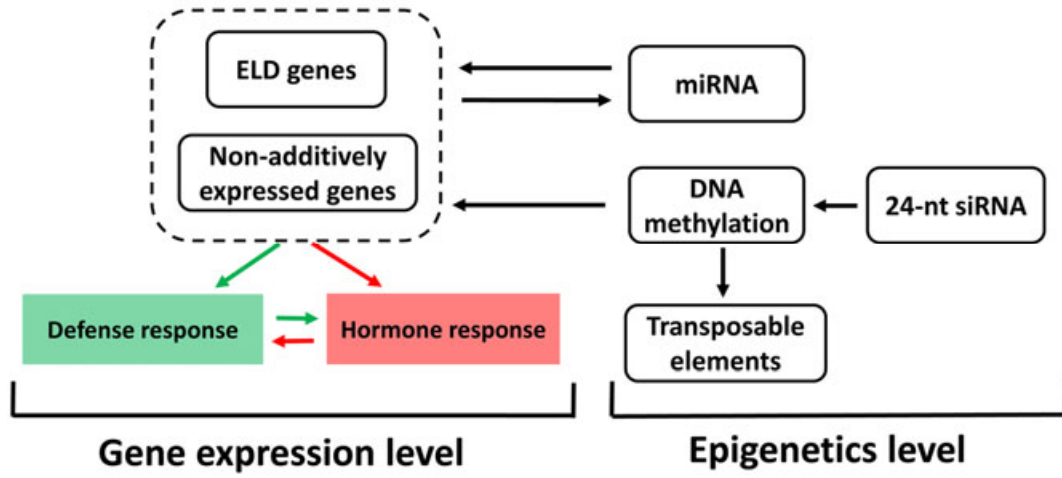 ELD genes
miRNA
Non-additively
expressed genes
DNA
methylation
24-nt siRNA
Defense response
Hormone response
Transposable
elements
Gene expression level
Epigenetics level